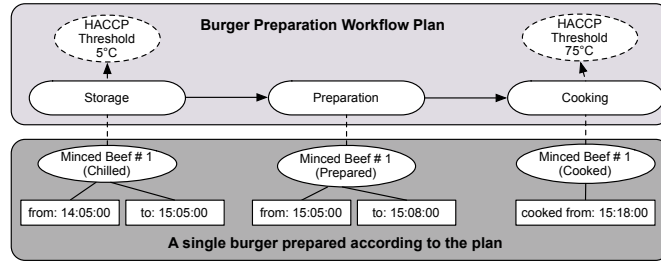 Burger Preparation Workflow Plan
HACCP
Threshold
5°C
HACCP
Threshold
75°C
Storage
Preparation
Cooking
Minced Beef # 1
(Chilled)
Minced Beef # 1
(Prepared)
Minced Beef # 1
(Cooked)
from: 14:05:00
to: 15:05:00
from: 15:05:00
to: 15:08:00
cooked from: 15:18:00
A single burger prepared according to the plan